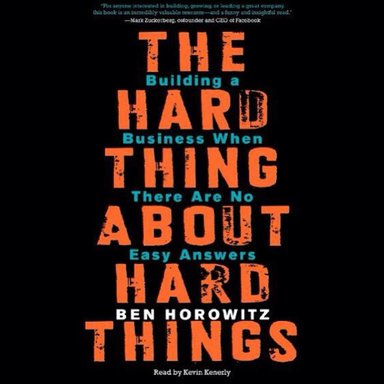 "For anyone interested in building, growing or leading a great company,
this book is an incredibly valuable resource—and a funny and insightful read."
—Mark Zuckerberg, cofounder and CEO of Facebook
THE
Building a
HARD
Business When
THING
There Are No
ABOUT
Easy Answers
HARD
BEN HOROWITZ
THINGS
Read by Kevin Kenerly